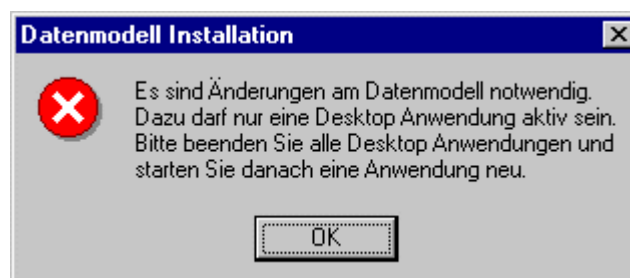 Datenmodell Installation
Es sind Änderungen am Datenmodell notwendig.
Dazu darf nur eine Desktop Anwendung aktiv sein.
Bitte beenden Sie alle Desktop Anwendungen und
starten Sie danach eine Anwendung neu.
OK